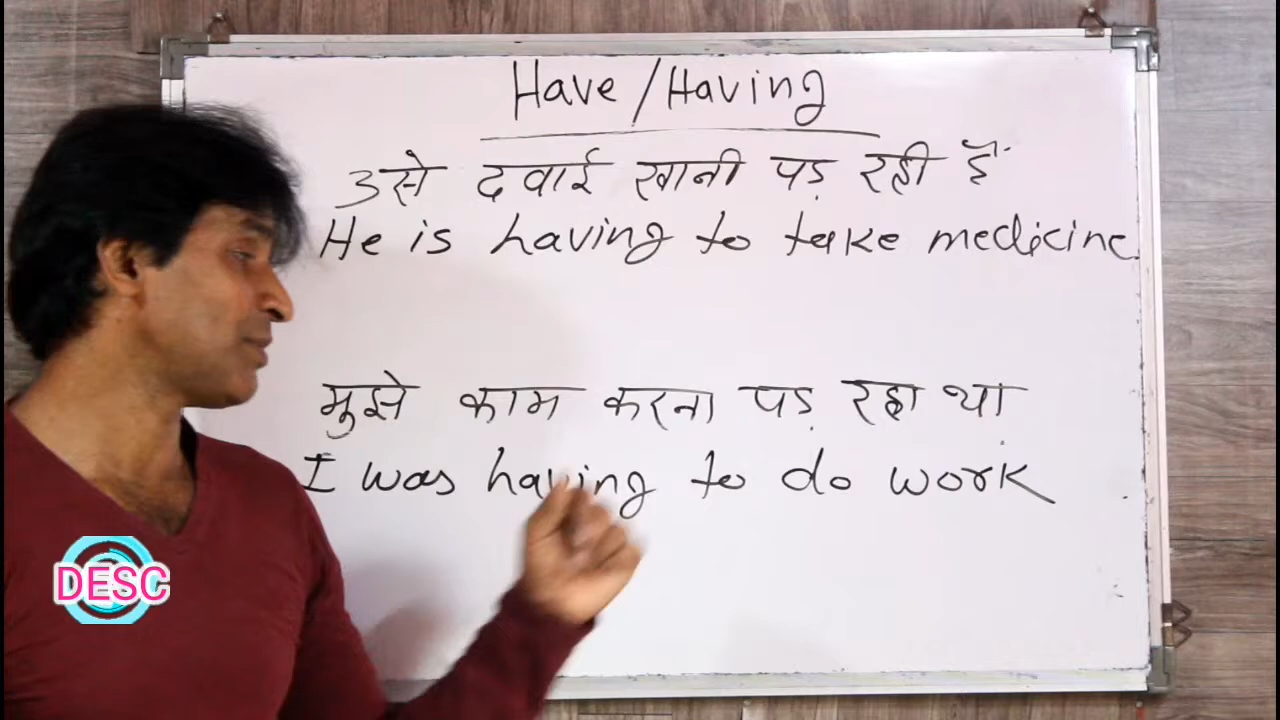 Have / Having
उसे दवाई खानी पड़ रही हैं
He is having to take medicine
मुझे काम करना पड़ रहा था
I was having to do work
DESC